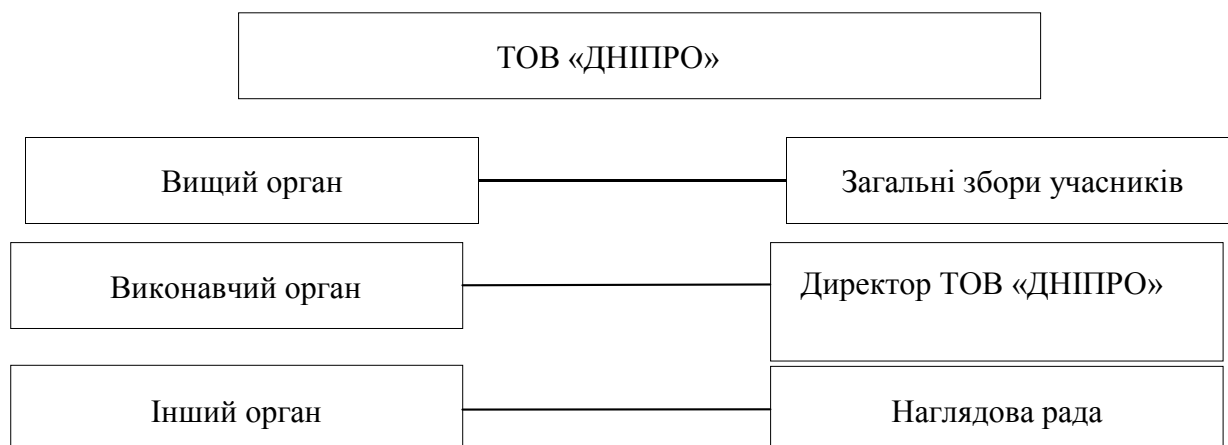 ТОВ «ДНІПРО»
Вищий орган
Загальні збори учасників
Виконавчий орган
Директор ТОВ «ДНІПРО»
Інший орган
Наглядова рада